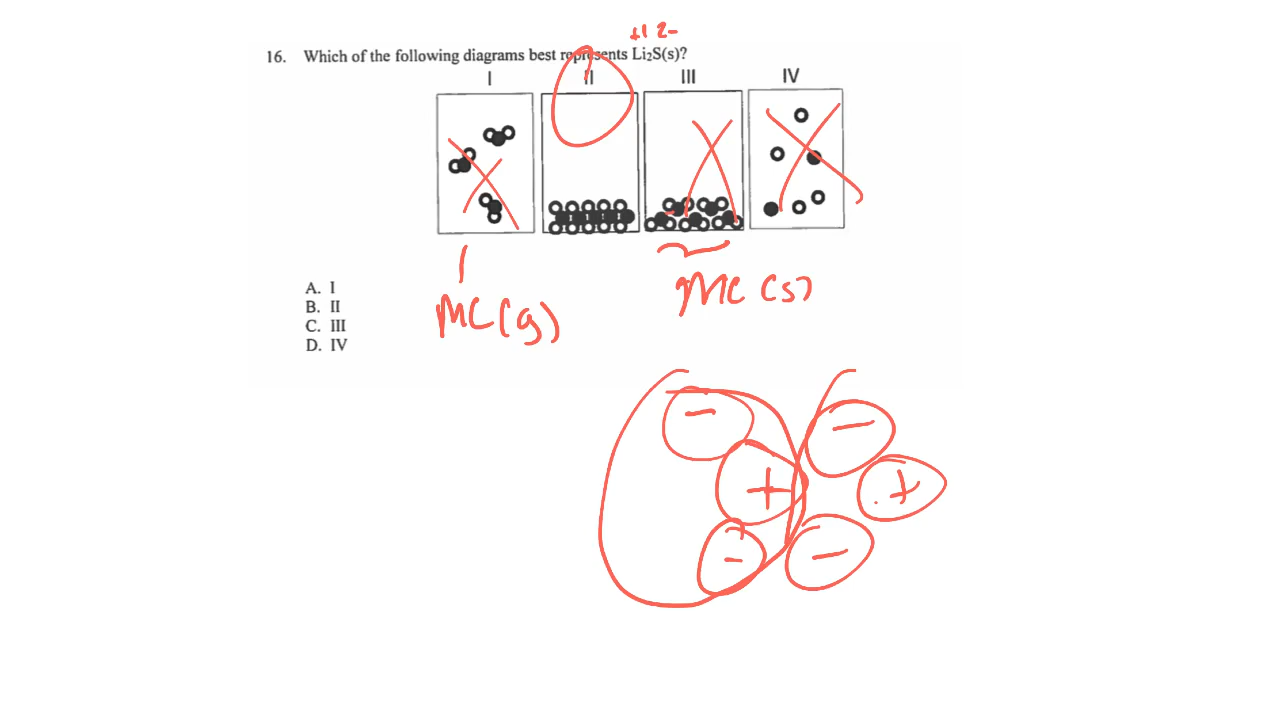 +1 2-
16. Which of the following diagrams best represents Li₂S(s)?
I II III IV
A. I
B. II
C. III
D. IV
MC(g)
MC(s)
- -
+ +
- -